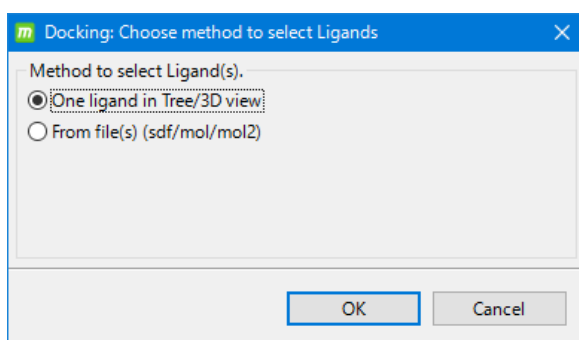 m Docking: Choose method to select Ligands
Method to select Ligand(s).
One ligand in Tree/3D view
From file(s) (sdf/mol/mol2)
OK Cancel